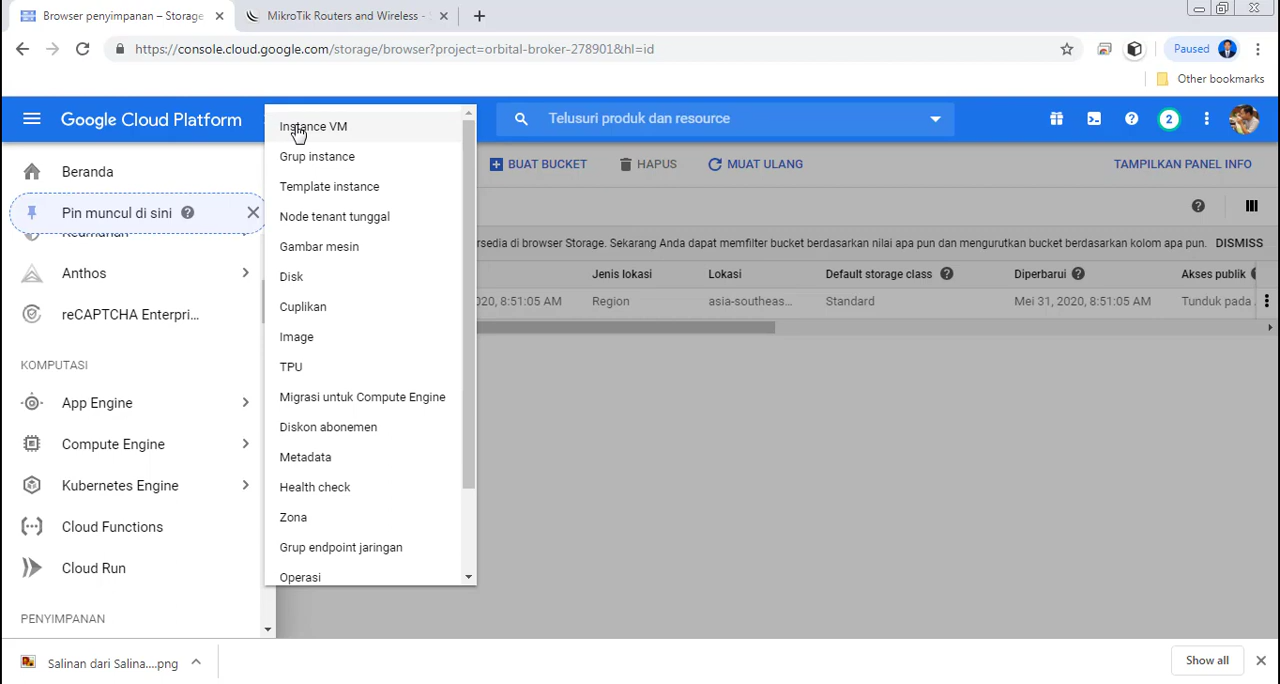 Browser penyimpanan – Storage
MikroTik Routers and Wireless -
https://console.cloud.google.com/storage/browser?project=orbital-broker-278901&hl=id
Paused
Other bookmarks
Google Cloud Platform
Telusuri produk dan resource
2
Beranda
Pin muncul di sini
Keamanan
Anthos
reCAPTCHA Enterpri...
KOMPUTASI
App Engine
Compute Engine
Kubernetes Engine
Cloud Functions
Cloud Run
PENYIMPANAN
Instance VM
Grup instance
Template instance
Node tenant tunggal
Gambar mesin
Disk
Cuplikan
Image
TPU
Migrasi untuk Compute Engine
Diskon abonemen
Metadata
Health check
Zona
Grup endpoint jaringan
Operasi
BUAT BUCKET
HAPUS
MUAT ULANG
TAMPILKAN PANEL INFO
rsedia di browser Storage. Sekarang Anda dapat memfilter bucket berdasarkan nilai apa pun dan mengurutkan bucket berdasarkan kolom apa pun. DISMISS
Jenis lokasi Lokasi Default storage class Diperbarui Akses publik
020, 8:51:05 AM Region asia-southeas... Standard Mei 31, 2020, 8:51:05 AM Tunduk pada
Salinan dari Salina....png
Show all